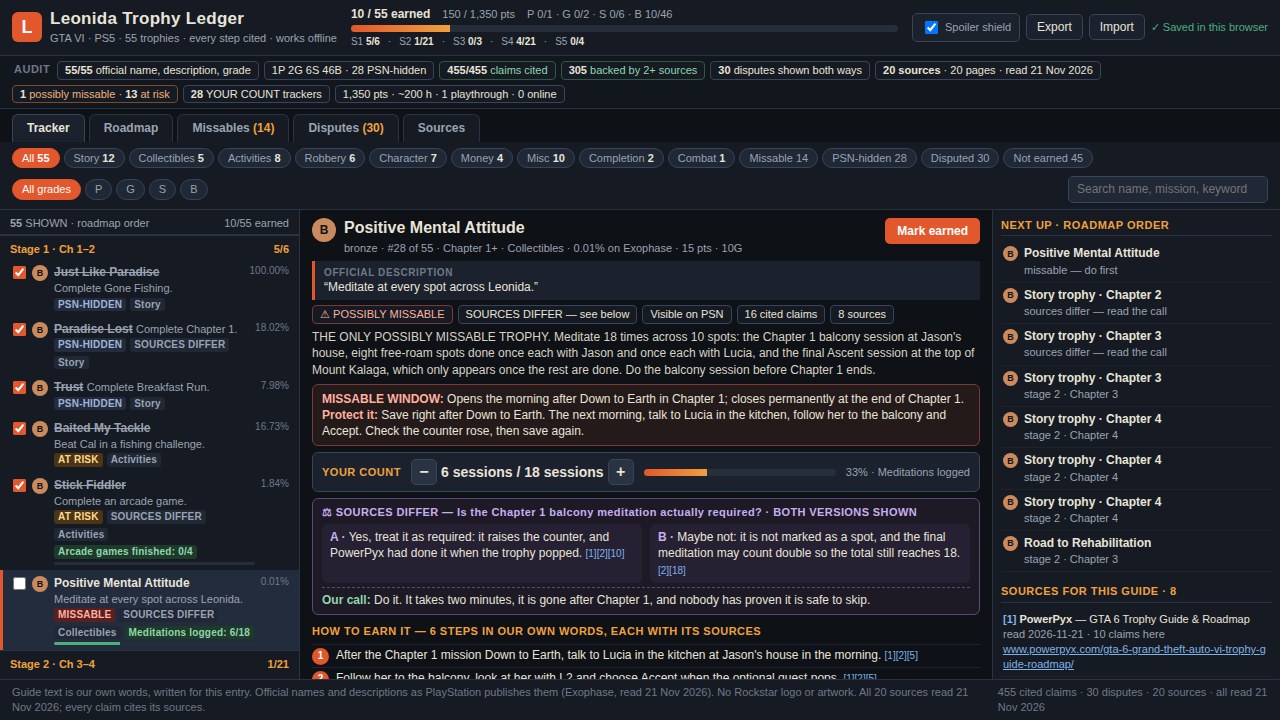 L
Leonida Trophy Ledger
GTA VI · PS5 · 55 trophies · every step cited · works offline
10 / 55 earned 150 / 1,350 pts P 0/1 · G 0/2 · S 0/6 · B 10/46
S1 5/6 · S2 1/21 · S3 0/3 · S4 4/21 · S5 0/4
Spoiler shield
Export
Import
✓ Saved in this browser
AUDIT
55/55 official name, description, grade
1P 2G 6S 46B · 28 PSN-hidden
455/455 claims cited
305 backed by 2+ sources
30 disputes shown both ways
20 sources · 20 pages · read 21 Nov 2026
1 possibly missable · 13 at risk
28 YOUR COUNT trackers
1,350 pts · ~200 h · 1 playthrough · 0 online
Tracker
Roadmap
Missables (14)
Disputes (30)
Sources
All 55
Story 12
Collectibles 5
Activities 8
Robbery 6
Character 7
Money 4
Misc 10
Completion 2
Combat 1
Missable 14
PSN-hidden 28
Disputed 30
Not earned 45
All grades
P
G
S
B
Search name, mission, keyword
55 SHOWN · roadmap order 10/55 earned
Stage 1 · Ch 1–2 5/6
B Just Like Paradise 100.00%
Complete Gone Fishing.
PSN-HIDDEN Story
B Paradise Lost Complete Chapter 1. 18.02%
PSN-HIDDEN SOURCES DIFFER
Story
B Trust Complete Breakfast Run. 7.98%
PSN-HIDDEN Story
B Baited My Tackle 16.73%
Beat Cal in a fishing challenge.
AT RISK Activities
B Stick Fiddler 1.84%
Complete an arcade game.
AT RISK SOURCES DIFFER
Activities
Arcade games finished: 0/4
B Positive Mental Attitude 0.01%
Meditate at every spot across Leonida.
MISSABLE SOURCES DIFFER
Collectibles Meditations logged: 6/18
Stage 2 · Ch 3–4 1/21
B Positive Mental Attitude
bronze · #28 of 55 · Chapter 1+ · Collectibles · 0.01% on Exophase · 15 pts · 10G
Mark earned
OFFICIAL DESCRIPTION
“Meditate at every spot across Leonida.”
⚠ POSSIBLY MISSABLE
SOURCES DIFFER — see below
Visible on PSN
16 cited claims
8 sources
THE ONLY POSSIBLY MISSABLE TROPHY. Meditate 18 times across 10 spots: the Chapter 1 balcony session at Jason's
house, eight free-roam spots done once each with Jason and once each with Lucia, and the final Ascent session at the top of
Mount Kalaga, which only appears once the rest are done. Do the balcony session before Chapter 1 ends.
MISSABLE WINDOW: Opens the morning after Down to Earth in Chapter 1; closes permanently at the end of Chapter 1.
Protect it: Save right after Down to Earth. The next morning, talk to Lucia in the kitchen, follow her to the balcony and
Accept. Check the counter rose, then save again.
YOUR COUNT − 6 sessions / 18 sessions + 33% · Meditations logged
⚖ SOURCES DIFFER — Is the Chapter 1 balcony meditation actually required? · BOTH VERSIONS SHOWN
A · Yes, treat it as required: it raises the counter, and
PowerPyx had done it when the trophy popped. [1][2][10]
B · Maybe not: it is not marked as a spot, and the final
meditation may count double so the total still reaches 18.
[2][18]
Our call: Do it. It takes two minutes, it is gone after Chapter 1, and nobody has proven it is safe to skip.
HOW TO EARN IT — 6 STEPS IN OUR OWN WORDS, EACH WITH ITS SOURCES
1 After the Chapter 1 mission Down to Earth, talk to Lucia in the kitchen at Jason's house in the morning. [1][2][5]
2 Follow her to the balcony, look at her with L2 and choose Accept when the optional quest pops. [1][2][5]
NEXT UP · ROADMAP ORDER
B Positive Mental Attitude
missable — do first
B Story trophy · Chapter 2
sources differ — read the call
B Story trophy · Chapter 3
sources differ — read the call
B Story trophy · Chapter 3
stage 2 · Chapter 3
B Story trophy · Chapter 4
stage 2 · Chapter 4
B Story trophy · Chapter 4
stage 2 · Chapter 4
B Story trophy · Chapter 4
stage 2 · Chapter 4
B Road to Rehabilitation
stage 2 · Chapter 3
SOURCES FOR THIS GUIDE · 8
[1] PowerPyx — GTA 6 Trophy Guide & Roadmap
read 2026-11-21 · 10 claims here
www.powerpyx.com/gta-6-grand-theft-auto-vi-trophy-g
uide-roadmap/
Guide text is our own words, written for this entry. Official names and descriptions as PlayStation publishes them (Exophase, read 21 Nov 2026). No Rockstar logo or artwork. All 20 sources read 21
Nov 2026; every claim cites its sources.
455 cited claims · 30 disputes · 20 sources · all read 21
Nov 2026